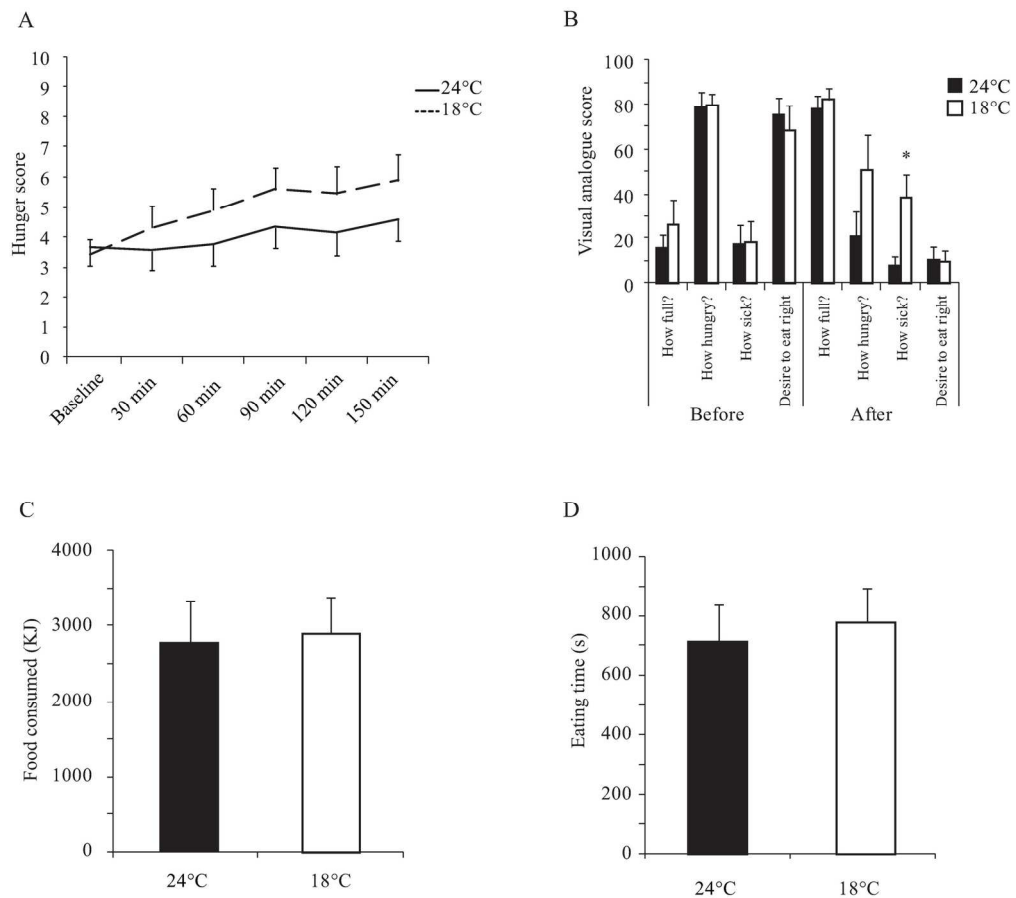 A
10
9
8
7
6
5
4
3
2
1
0
Hunger score
24°C
18°C
Baseline
30 min
60 min
90 min
120 min
150 min
B
100
80
60
40
20
0
Visual analogue score
24°C
18°C
*
How full?
How hungry?
How sick?
Desire to eat right
How full?
How hungry?
How sick?
Desire to eat right
Before
After
C
4000
3000
2000
1000
0
Food consumed (KJ)
24°C
18°C
D
1000
800
600
400
200
0
Eating time (s)
24°C
18°C